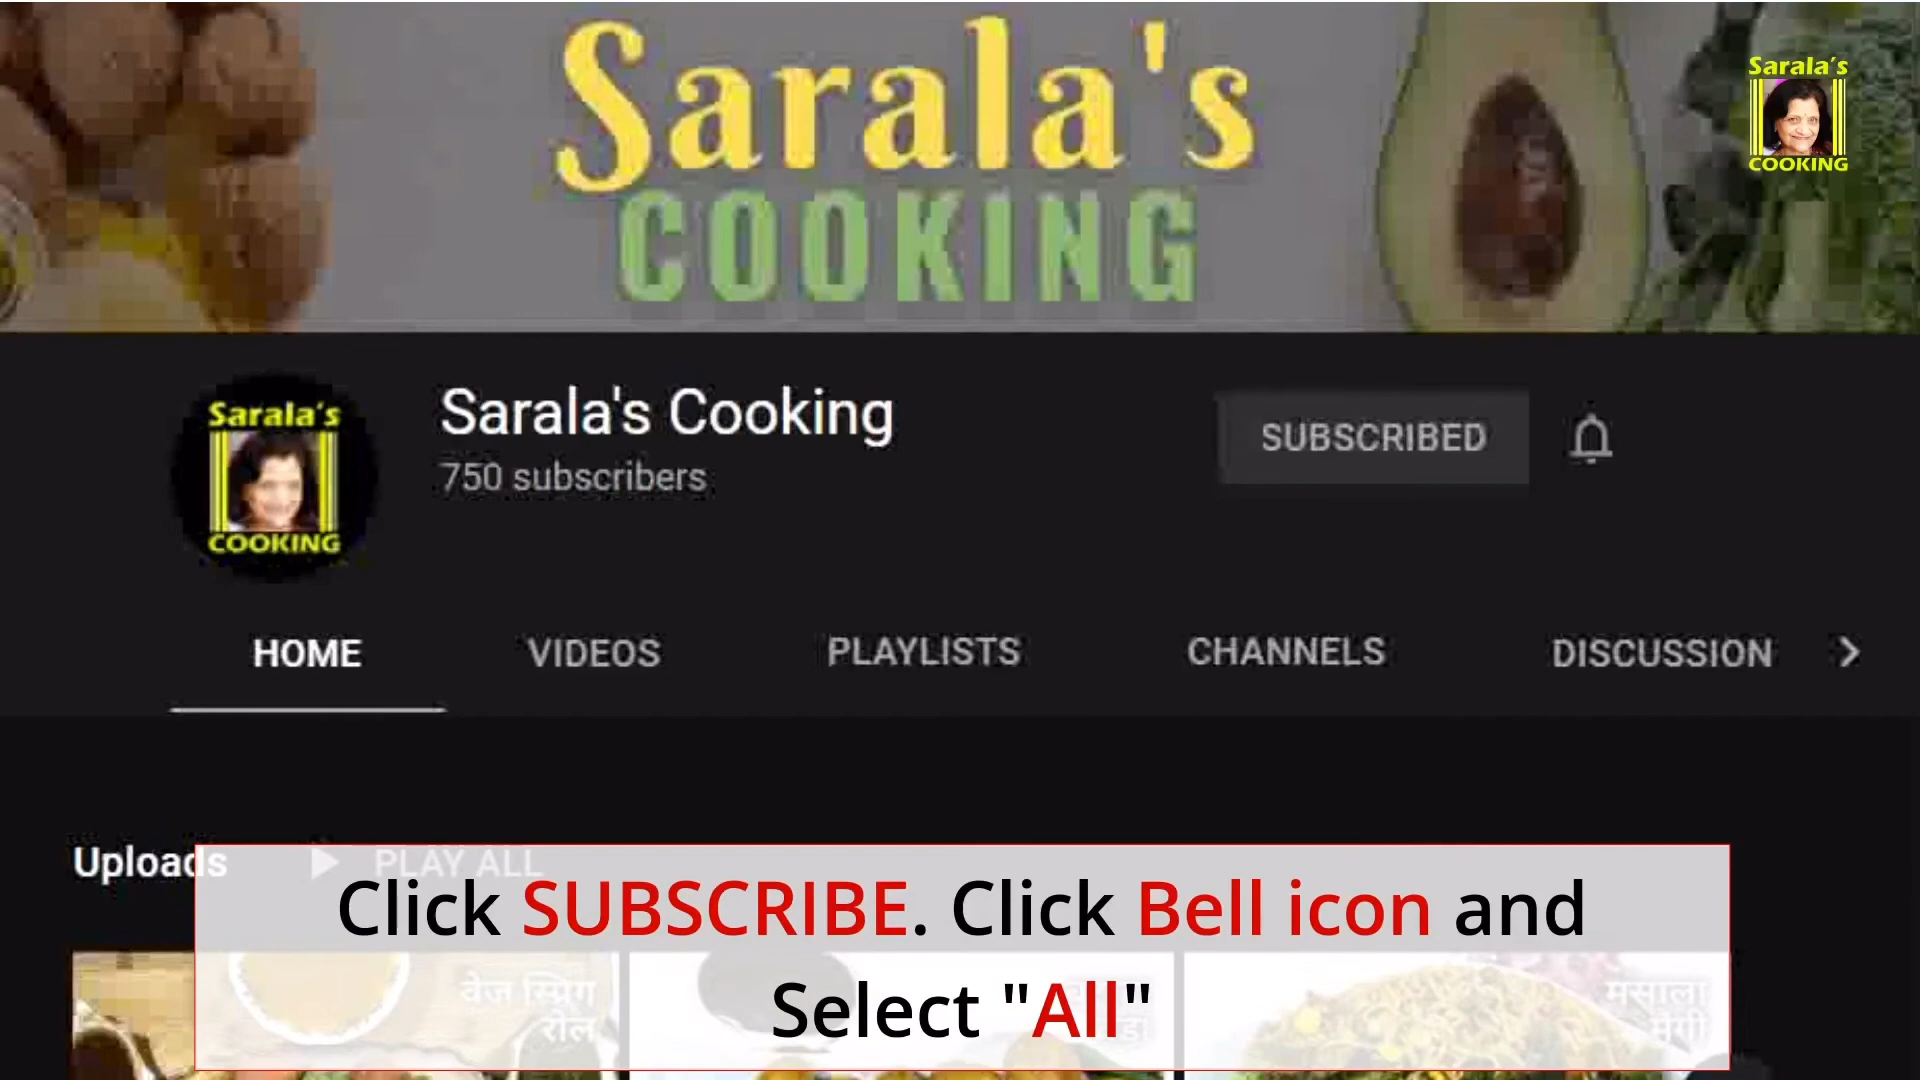 Sarala's
COOKING
Sarala's
COOKING
Sarala's
COOKING
Sarala's Cooking
750 subscribers
SUBSCRIBED
HOME
VIDEOS
PLAYLISTS
CHANNELS
DISCUSSION
Uploads
PLAY ALL
Click SUBSCRIBE. Click Bell icon and
Select "All"
वेज स्प्रिंग
रोल
मसाला
मैगी